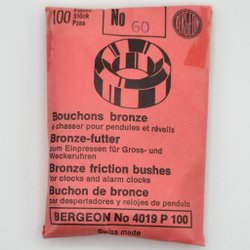 100 Pièces
Stück
Pzas
No
60
BERGEON
Bouchons bronze
à chasser pour pendules et réveils
Bronze-futter
zum Einpressen für Gross- und
Weckeruhren
Bronze friction bushes
for clocks and alarm clocks
Buchon de bronce
par despertadores y relojes de pendula
BERGEON No 4019 P 100
Swiss made